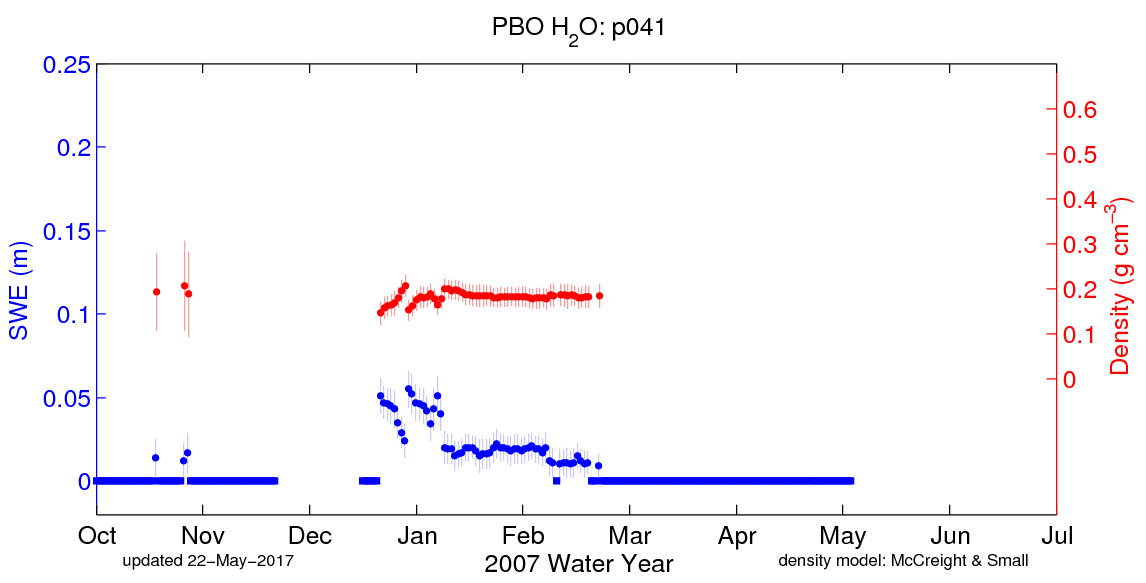 PBO H2O: p041
0.25
0.2
0.15
0.1
0.05
0
SWE (m)
0.6
0.5
0.4
0.3
0.2
0.1
0
Density (g cm−3)
Oct Nov Dec Jan Feb Mar Apr May Jun Jul
updated 22−May−2017
2007 Water Year
density model: McCreight & Small